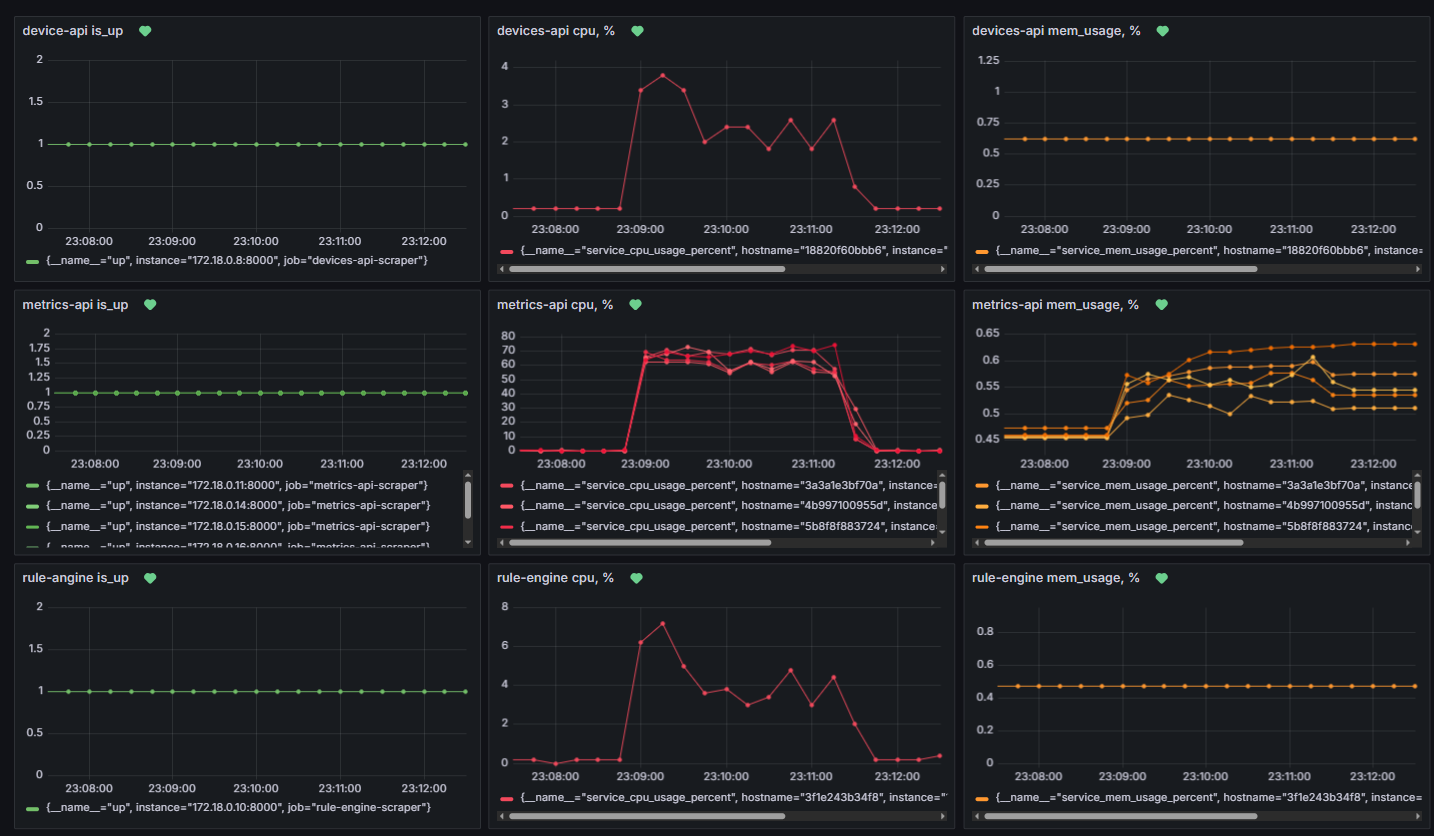 device-api is_up
2
1.5
1
0.5
0
23:08:00 23:09:00 23:10:00 23:11:00 23:12:00
{__name__="up", instance="172.18.0.8:8000", job="devices-api-scraper"}
devices-api cpu, %
4
3
2
1
0
23:08:00 23:09:00 23:10:00 23:11:00 23:12:00
{__name__="service_cpu_usage_percent", hostname="18820f60bbb6", instance="
devices-api mem_usage, %
1.25
1
0.75
0.5
0.25
0
23:08:00 23:09:00 23:10:00 23:11:00 23:12:00
{__name__="service_mem_usage_percent", hostname="18820f60bbb6", instance=
metrics-api is_up
2
1.75
1.5
1.25
1
0.75
0.5
0.25
0
23:08:00 23:09:00 23:10:00 23:11:00 23:12:00
{__name__="up", instance="172.18.0.11:8000", job="metrics-api-scraper"}
{__name__="up", instance="172.18.0.14:8000", job="metrics-api-scraper"}
{__name__="up", instance="172.18.0.15:8000", job="metrics-api-scraper"}
{__name__="up", instance="172.18.0.16:8000", job="metrics-api-scraper"}
metrics-api cpu, %
80
70
60
50
40
30
20
10
0
23:08:00 23:09:00 23:10:00 23:11:00 23:12:00
{__name__="service_cpu_usage_percent", hostname="3a3a1e3bf70a", instance=
{__name__="service_cpu_usage_percent", hostname="4b997100955d", instance=
{__name__="service_cpu_usage_percent", hostname="5b8f8f883724", instance=
metrics-api mem_usage, %
0.65
0.6
0.55
0.5
0.45
23:08:00 23:09:00 23:10:00 23:11:00 23:12:00
{__name__="service_mem_usage_percent", hostname="3a3a1e3bf70a", instanc
{__name__="service_mem_usage_percent", hostname="4b997100955d", instanc
{__name__="service_mem_usage_percent", hostname="5b8f8f883724", instanc
rule-angine is_up
2
1.5
1
0.5
0
23:08:00 23:09:00 23:10:00 23:11:00 23:12:00
{__name__="up", instance="172.18.0.10:8000", job="rule-engine-scraper"}
rule-engine cpu, %
8
6
4
2
0
23:08:00 23:09:00 23:10:00 23:11:00 23:12:00
{__name__="service_cpu_usage_percent", hostname="3f1e243b34f8", instance="
rule-engine mem_usage, %
0.8
0.6
0.4
0.2
0
23:08:00 23:09:00 23:10:00 23:11:00 23:12:00
{__name__="service_mem_usage_percent", hostname="3f1e243b34f8", instance=